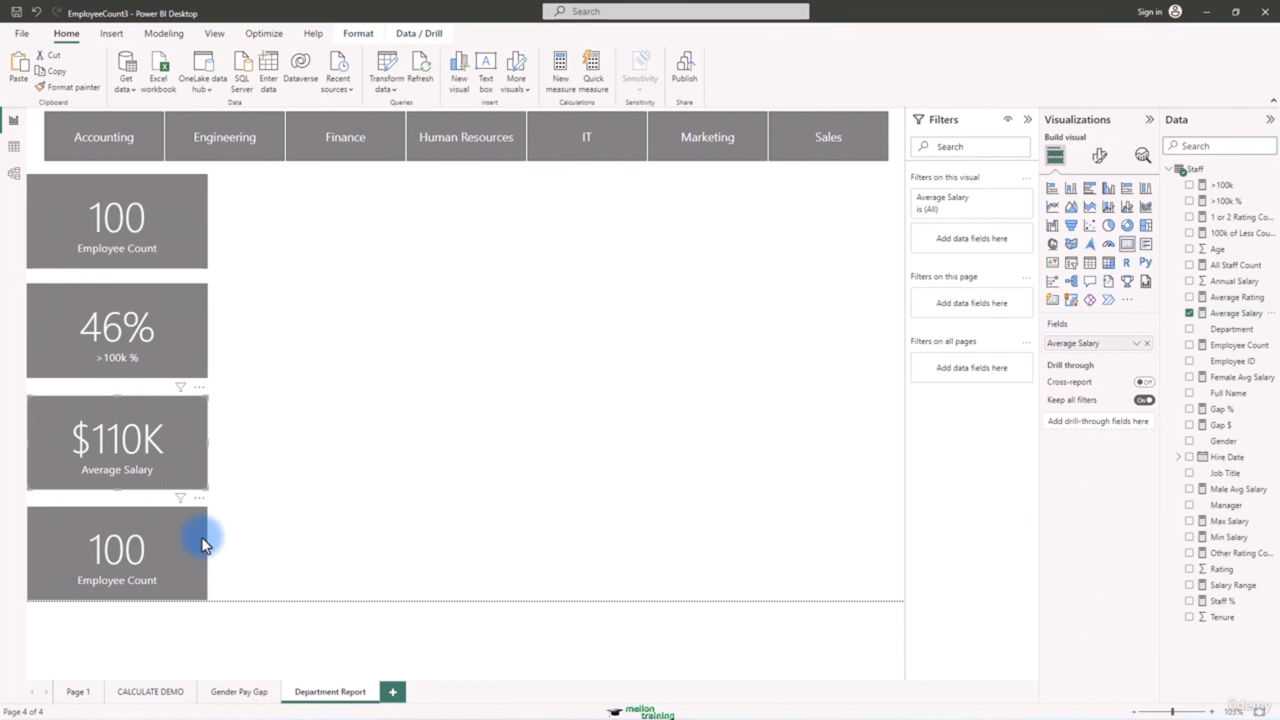 EmployeeCount3 - Power BI Desktop
Search
Sign in
File
Home
Insert
Modeling
View
Optimize
Help
Format
Data / Drill
Paste
Cut
Copy
Format painter
Clipboard
Get data
Excel workbook
OneLake data hub
SQL Server
Enter data
Dataverse
Recent sources
Data
Transform data
Refresh
Queries
New visual
Text box
More visuals
Insert
New measure
Quick measure
Calculations
Sensitivity
Sensitivity
Publish
Share
Accounting
Engineering
Finance
Human Resources
IT
Marketing
Sales
100
Employee Count
46%
>100k %
$110K
Average Salary
100
Employee Count
Filters
Search
Filters on this visual
Average Salary
is (All)
Add data fields here
Filters on this page
Add data fields here
Filters on all pages
Add data fields here
Visualizations
Build visual
R
Py
Fields
Average Salary
Drill through
Cross-report
Off
Keep all filters
On
Add drill-through fields here
Data
Search
Staff
>100k
>100k %
1 or 2 Rating Co...
100k of Less Cou...
Age
All Staff Count
Annual Salary
Average Rating
Average Salary
Department
Employee Count
Employee ID
Female Avg Salary
Full Name
Gap %
Gap $
Gender
Hire Date
Job Title
Male Avg Salary
Manager
Max Salary
Min Salary
Other Rating Co...
Rating
Salary Range
Staff %
Tenure
Page 1
CALCULATE DEMO
Gender Pay Gap
Department Report
Page 4 of 4
mellon
training
103%
ûdemy